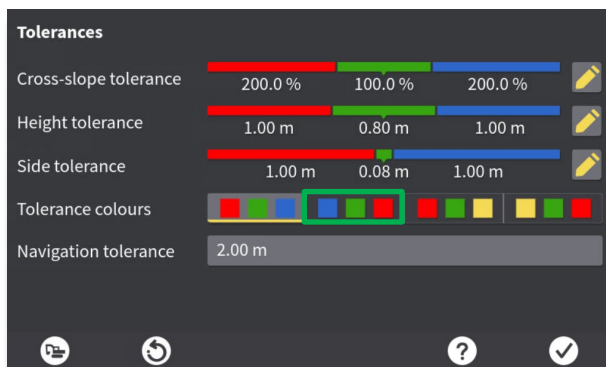 Tolerances
Cross-slope tolerance 200.0 % 100.0 % 200.0 %
Height tolerance 1.00 m 0.80 m 1.00 m
Side tolerance 1.00 m 0.08 m 1.00 m
Tolerance colours
Navigation tolerance 2.00 m
?